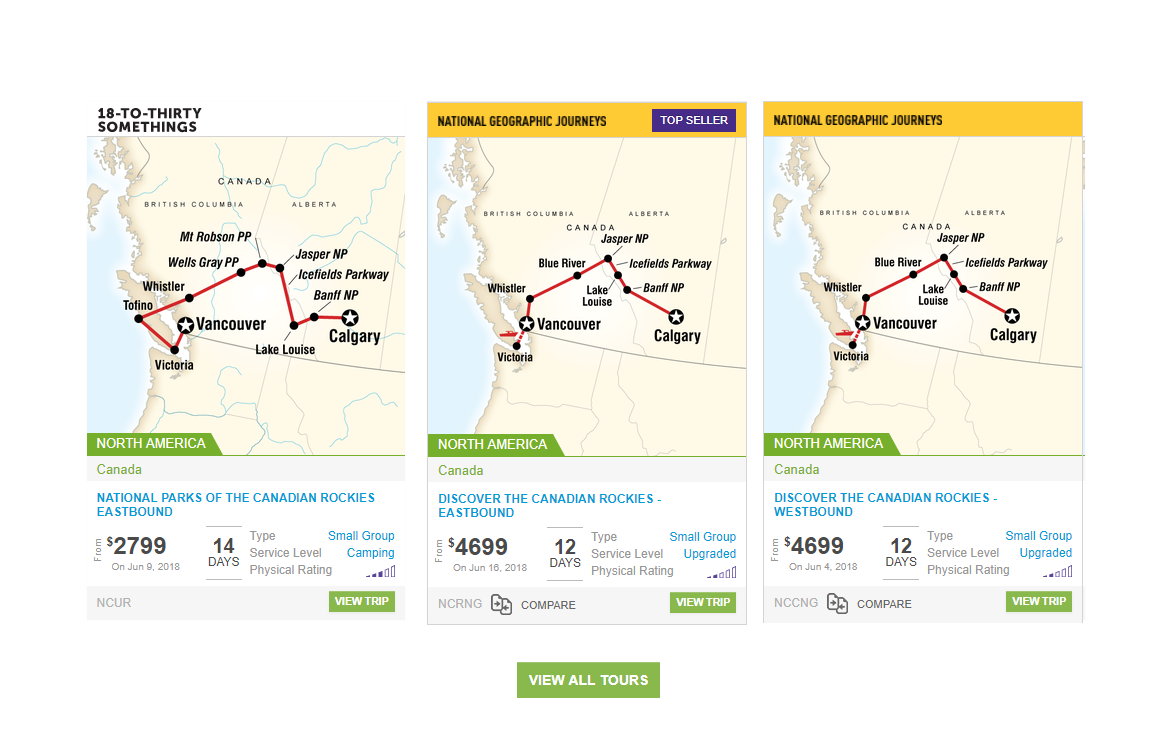 18-TO-THIRTY
SOMETHINGS
CANADA
BRITISH COLUMBIA
ALBERTA
Mt Robson PP
Jasper NP
Wells Gray PP
Icefields Parkway
Whistler
Banff NP
Tofino
Vancouver
Calgary
Lake Louise
Victoria
NORTH AMERICA
Canada
NATIONAL PARKS OF THE CANADIAN ROCKIES
EASTBOUND
From
$2799
On Jun 9, 2018
14
DAYS
Type Small Group
Service Level Camping
Physical Rating
NCUR
VIEW TRIP
NATIONAL GEOGRAPHIC JOURNEYS
TOP SELLER
BRITISH COLUMBIA
ALBERTA
CANADA
Jasper NP
Blue River
Icefields Parkway
Whistler
Lake
Louise
Banff NP
Vancouver
Calgary
Victoria
NORTH AMERICA
Canada
DISCOVER THE CANADIAN ROCKIES -
EASTBOUND
From
$4699
On Jun 16, 2018
12
DAYS
Type Small Group
Service Level Upgraded
Physical Rating
NCRNG
COMPARE
VIEW TRIP
NATIONAL GEOGRAPHIC JOURNEYS
BRITISH COLUMBIA
ALBERTA
CANADA
Jasper NP
Blue River
Icefields Parkway
Whistler
Lake
Louise
Banff NP
Vancouver
Calgary
Victoria
NORTH AMERICA
Canada
DISCOVER THE CANADIAN ROCKIES -
WESTBOUND
From
$4699
On Jun 4, 2018
12
DAYS
Type Small Group
Service Level Upgraded
Physical Rating
NCCNG
COMPARE
VIEW TRIP
VIEW ALL TOURS